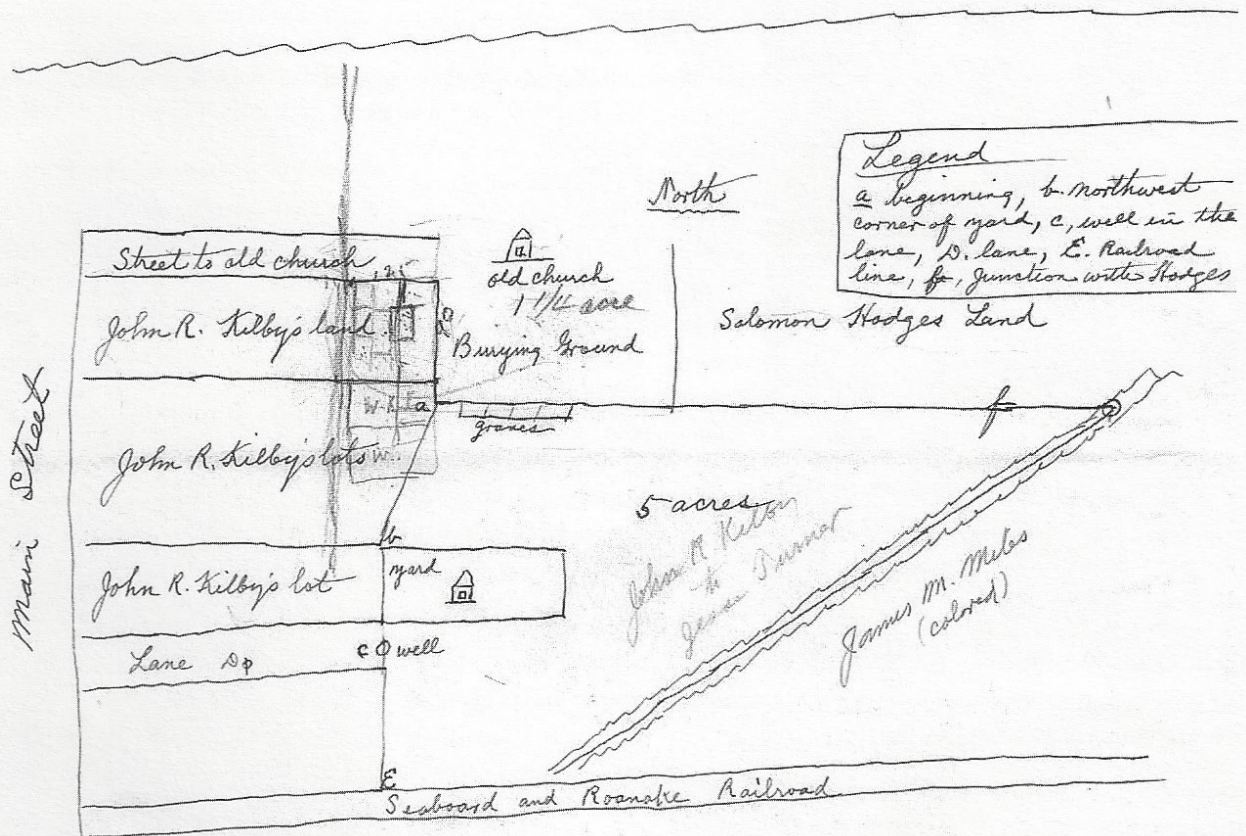 North
Legend
a beginning, b. northwest
corner of yard, c, well in the
lane, D. lane, E. Railroad
line, f, Junction with Hodges
Street to old church
old church
1 1/4 acre
Burying Ground
Solomon Hodges Land
John R. Kilby's land
W
a
graves
f
Main Street
John R. Kilby's lots
W
5 acres
John R Kilby
to
Jesse Turner
James M. Miles
(colored)
b
John R. Kilby's lot
yard
Lane D
c well
E
Seaboard and Roanoke Railroad